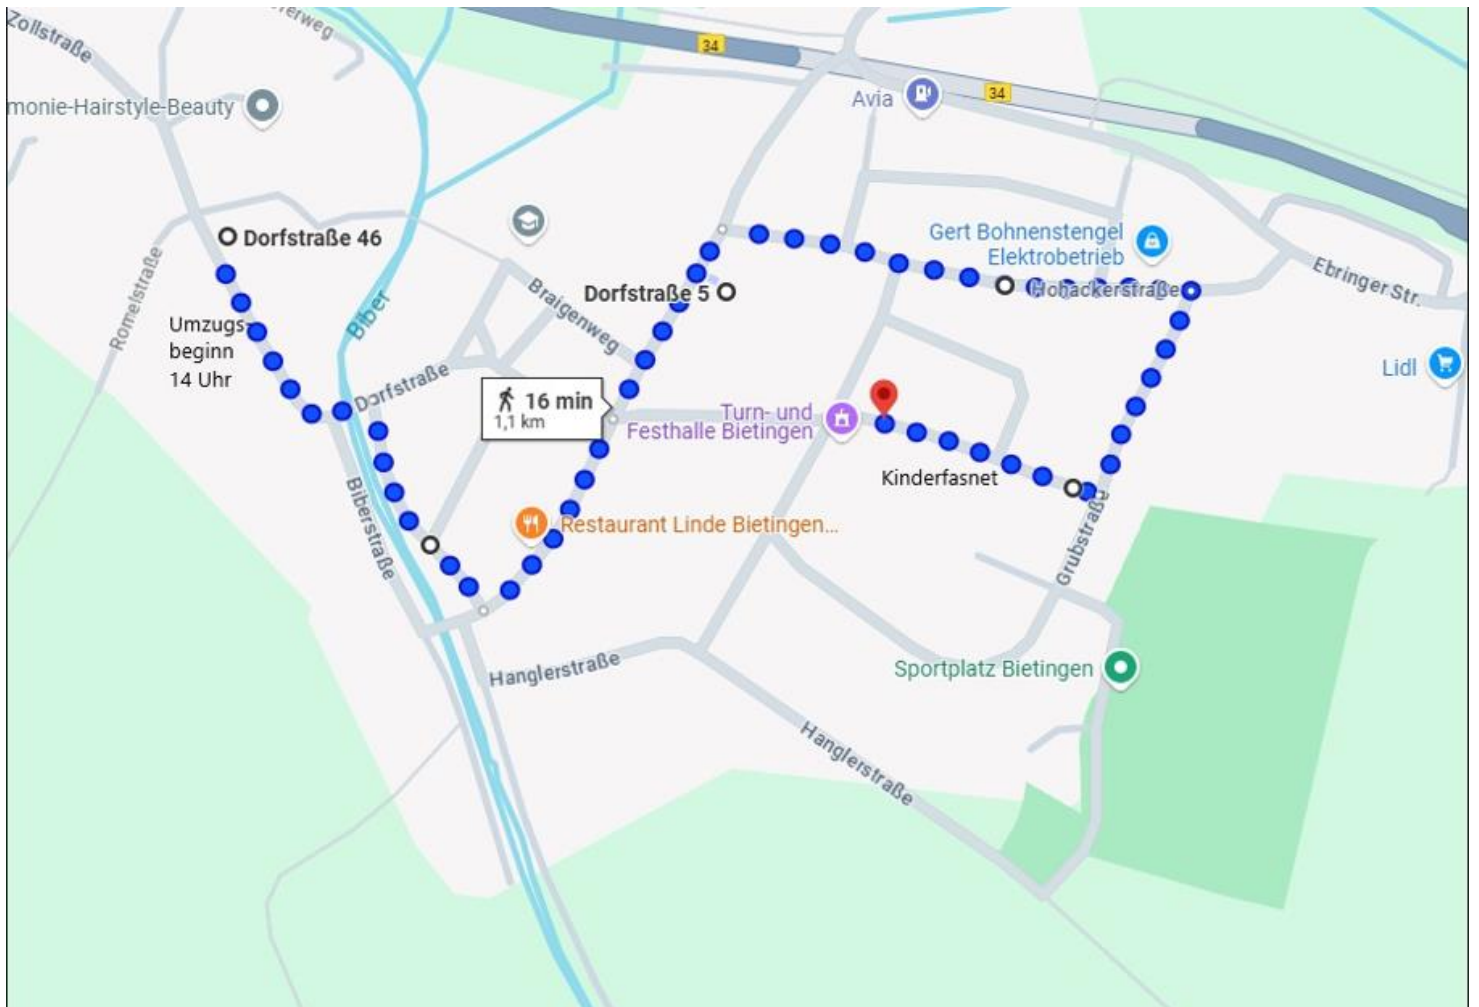 Zollstraße
34
monie-Hairstyle-Beauty
Avia
34
Dorfstraße 46
Gert Bohnenstengel
Elektrobetrieb
Romelstraße
Biber
Braigenweg
Dorfstraße 5
Hohackerstraße
Ebringer Str.
Umzugs-
beginn
14 Uhr
Dorfstraße
16 min
1,1 km
Turn- und
Festhalle Bietingen
Lidl
Kinderfasnet
Biberstraße
Restaurant Linde Bietingen...
Grubstraße
Hanglerstraße
Sportplatz Bietingen
Hanglerstraße